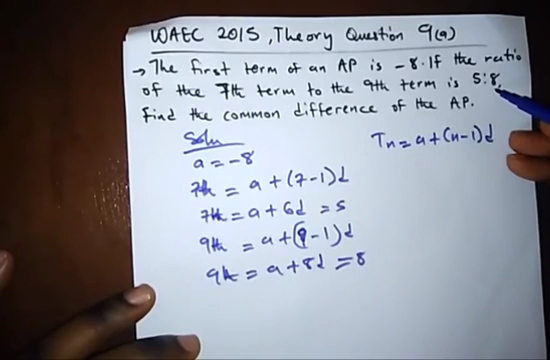 WAEC 2015, Theory Question 9(a)
→ The first term of an AP is -8. If the ratio
of the 7th term to the 9th term is 5:8,
find the common difference of the AP.
Soln
Tn = a + (n-1)d
a = -8
7th = a + (7-1)d
7th = a + 6d = 5
9th = a + (9-1)d
9th = a + 8d = 8